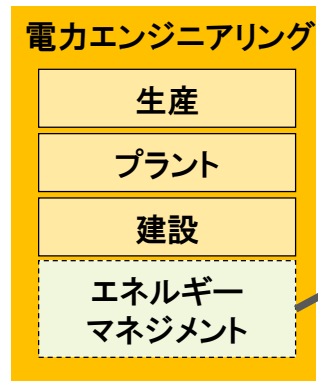 電力エンジニアリング
生産
プラント
建設
エネルギー
マネジメント